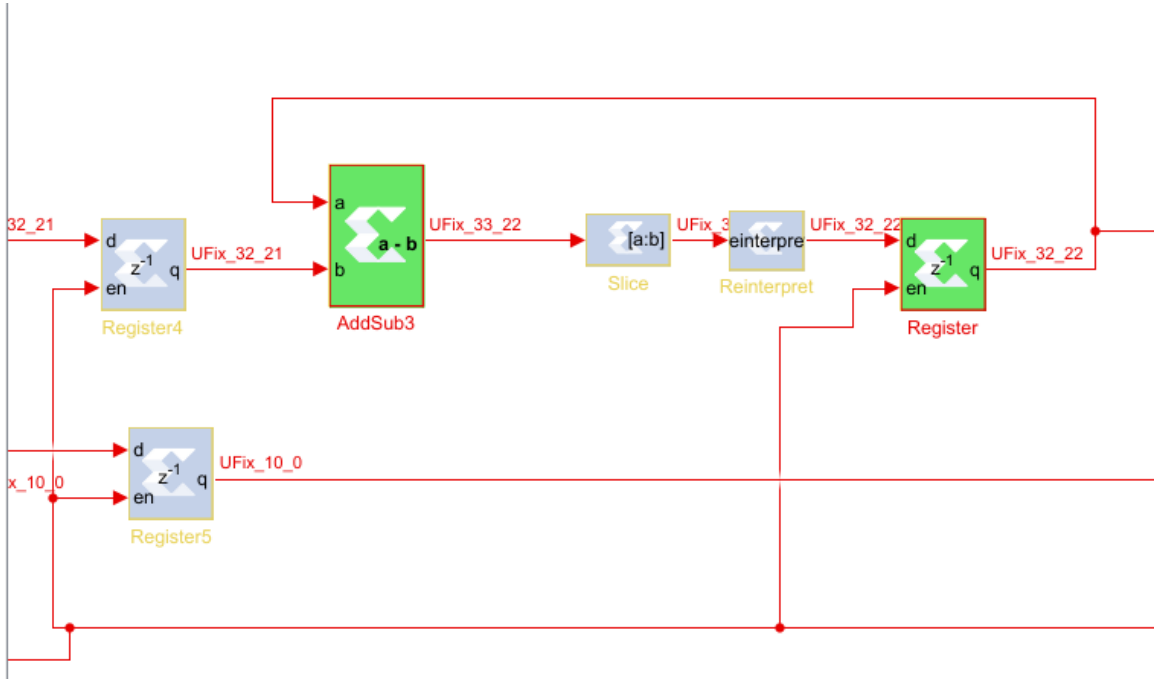 32_21
d
en
z-1
q
Register4
UFix_32_21
a
b
a - b
AddSub3
UFix_33_22
[a:b]
Slice
UFix_3
einterpre
Reinterpret
UFix_32_22
d
en
z-1
q
Register
UFix_32_22
x_10_0
d
en
z-1
q
Register5
UFix_10_0